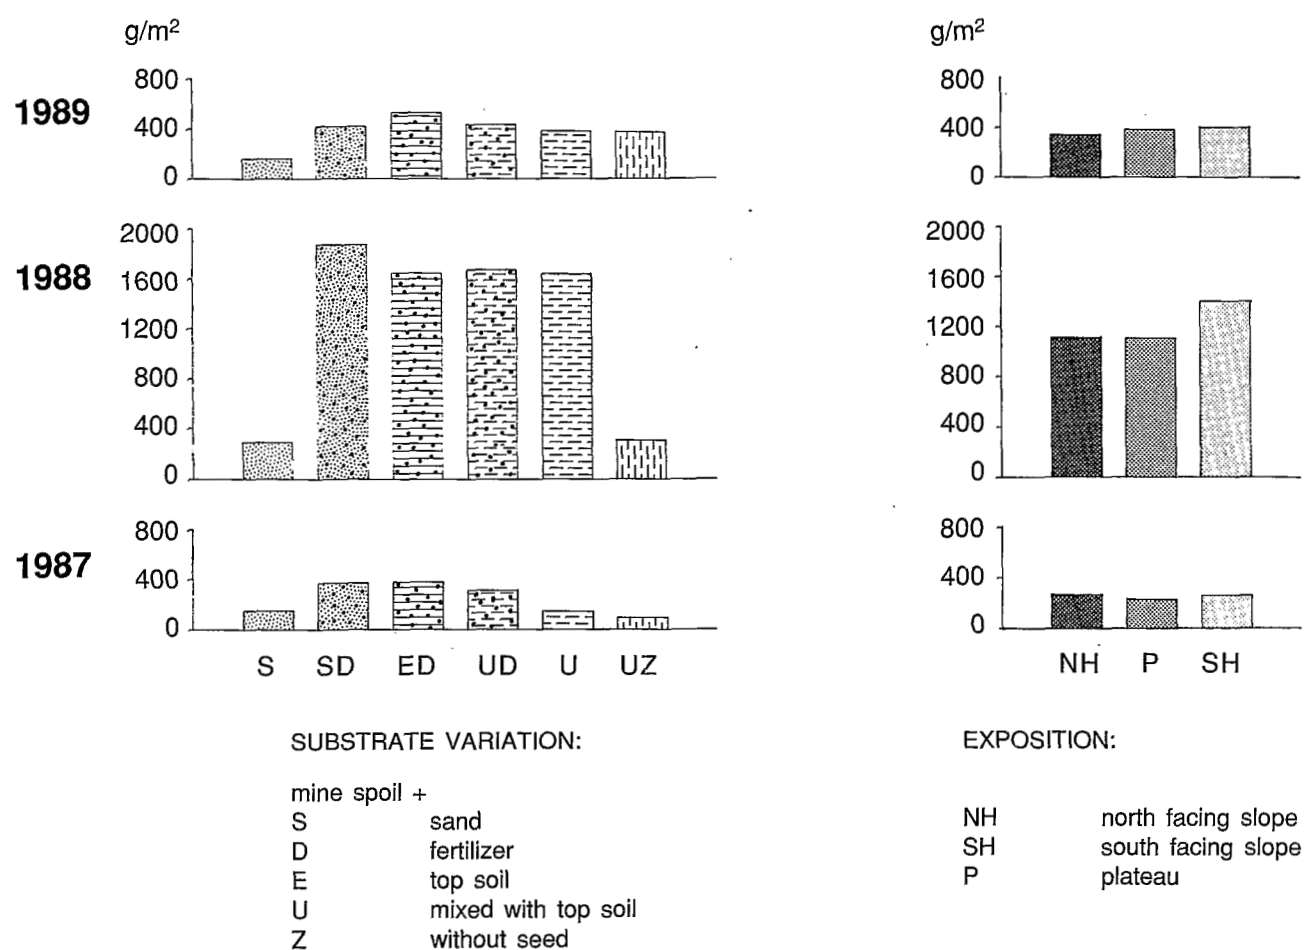 g/m² g/m²
1989
800
400
0
800
400
0
1988
2000
1600
1200
800
400
0
2000
1600
1200
800
400
0
1987
800
400
0
800
400
0
S SD ED UD U UZ
NH P SH
SUBSTRATE VARIATION:
mine spoil +
S sand
D fertilizer
E top soil
U mixed with top soil
Z without seed
EXPOSITION:
NH north facing slope
SH south facing slope
P plateau